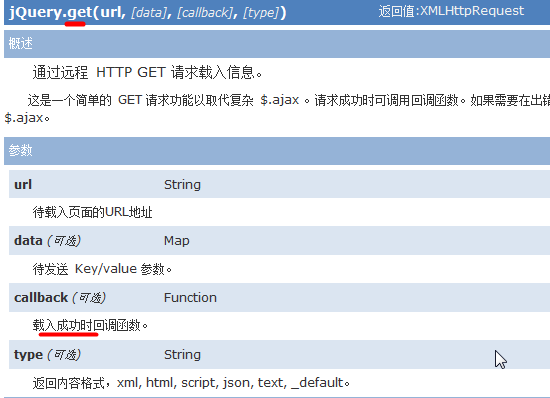 jQuery.get(url, [data], [callback], [type]) 返回值:XMLHttpRequest
概述
通过远程 HTTP GET 请求载入信息。
这是一个简单的 GET 请求功能以取代复杂 $.ajax 。请求成功时可调用回调函数。如果需要在出错
$.ajax。
参数
url String
待载入页面的URL地址
data (可选) Map
待发送 Key/value 参数。
callback (可选) Function
载入成功时回调函数。
type (可选) String
返回内容格式，xml, html, script, json, text, _default。